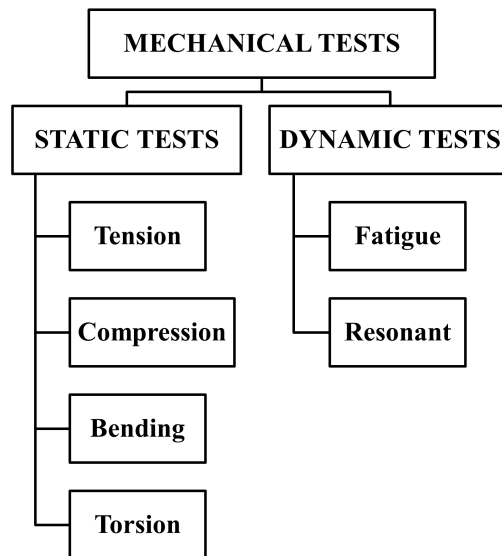 MECHANICAL TESTS
STATIC TESTS
Tension
Compression
Bending
Torsion
DYNAMIC TESTS
Fatigue
Resonant